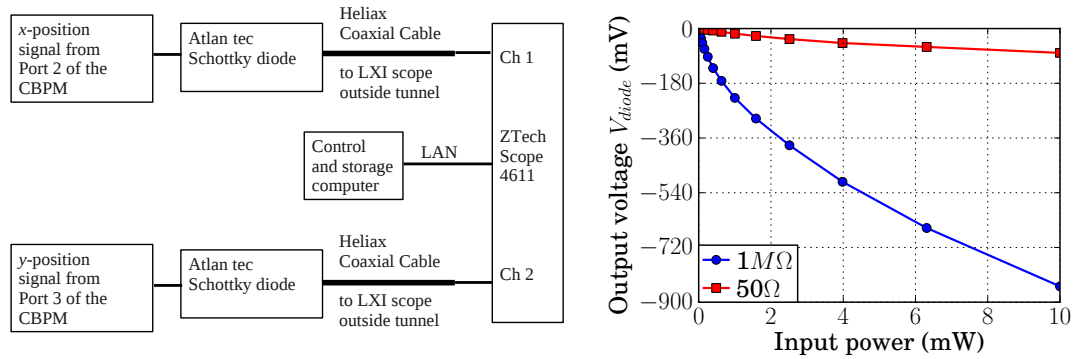 x-position
signal from
Port 2 of the
CBPM
Atlan tec
Schottky diode
Heliax
Coaxial Cable
to LXI scope
outside tunnel
Ch 1
Control
and storage
computer
LAN
ZTech
Scope
4611
y-position
signal from
Port 3 of the
CBPM
Atlan tec
Schottky diode
Heliax
Coaxial Cable
to LXI scope
outside tunnel
Ch 2
Output voltage V_diode (mV)
0
−180
−360
−540
−720
−900
1MΩ
50Ω
0 2 4 6 8 10
Input power (mW)